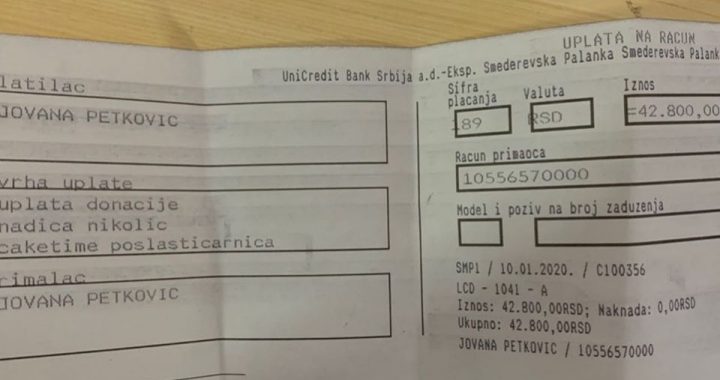 UPLATA NA RACUN
UniCredit Bank Srbija a.d.-Eksp. Smederevska Palanka Smederevska Palank
latilac
JOVANA PETKOVIC
vrha uplate
uplata donacije
nadica nikolic
caketime poslasticarnica
rimalac
JOVANA PETKOVIC
Sifra placanja
Valuta
Iznos
189
RSD
=42.800,00
Racun primaoca
10556570000
Model i poziv na broj zaduzenja
SMP1 / 10.01.2020. / C100356
LCD - 1041 - A
Iznos: 42.800,00RSD; Naknada: 0,00RSD
Ukupno: 42.800,00RSD
JOVANA PETKOVIC / 10556570000